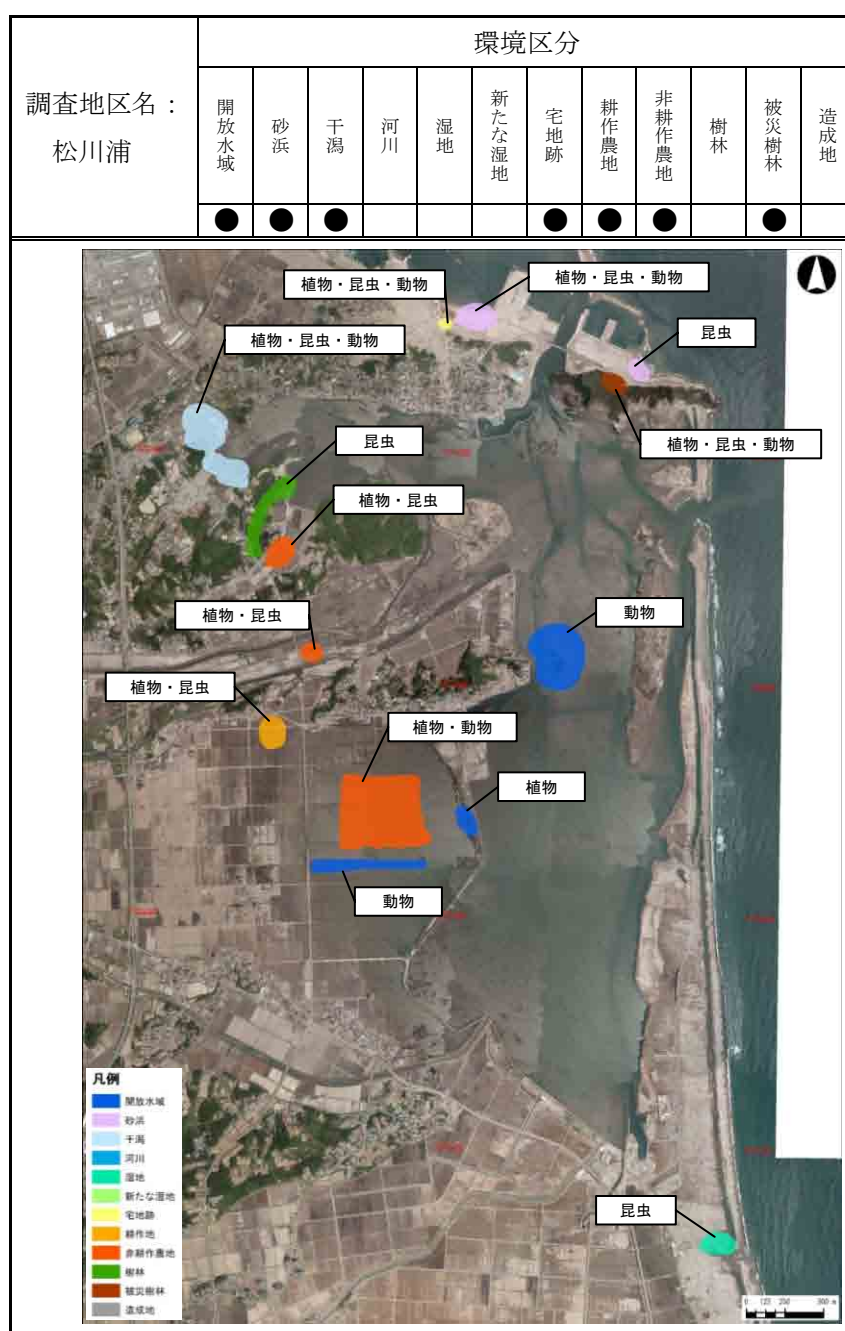 調査地区名：
松川浦
環境区分
開放水域
砂浜
干潟
河川
湿地
新たな湿地
宅地跡
耕作農地
非耕作農地
樹林
被災樹林
造成地
● ● ● ● ● ● ●
植物・昆虫・動物
植物・昆虫・動物
植物・昆虫・動物
昆虫
昆虫
植物・昆虫・動物
植物・昆虫
植物・昆虫
動物
植物・昆虫
植物・動物
植物
動物
昆虫
凡例
開放水域
砂浜
干潟
河川
湿地
新たな湿地
宅地跡
耕作地
非耕作農地
樹林
被災樹林
造成地